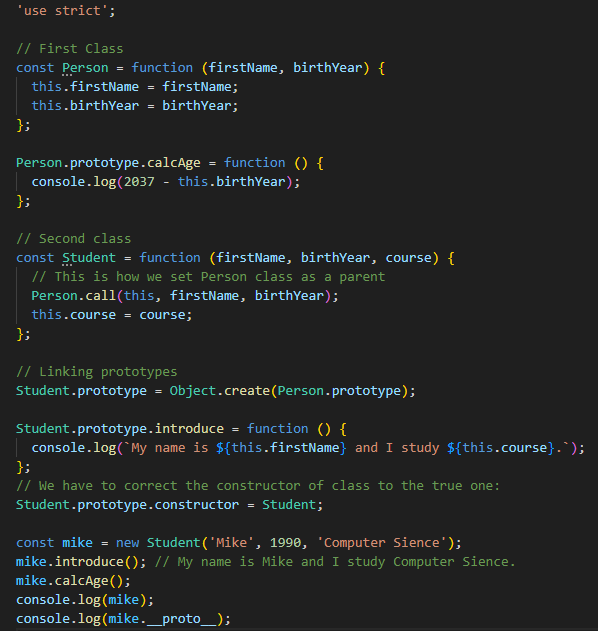 'use strict';

// First Class
const Person = function (firstName, birthYear) {
  this.firstName = firstName;
  this.birthYear = birthYear;
};

Person.prototype.calcAge = function () {
  console.log(2037 - this.birthYear);
};

// Second class
const Student = function (firstName, birthYear, course) {
  // This is how we set Person class as a parent
  Person.call(this, firstName, birthYear);
  this.course = course;
};

// Linking prototypes
Student.prototype = Object.create(Person.prototype);

Student.prototype.introduce = function () {
  console.log(`My name is ${this.firstName} and I study ${this.course}.`);
};
// We have to correct the constructor of class to the true one:
Student.prototype.constructor = Student;

const mike = new Student('Mike', 1990, 'Computer Sience');
mike.introduce(); // My name is Mike and I study Computer Sience.
mike.calcAge();
console.log(mike);
console.log(mike.__proto__);